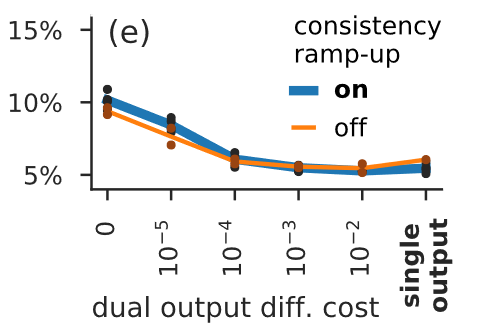 (e)
consistency
ramp-up
on
off
15%
10%
5%
0
10⁻⁵
10⁻⁴
10⁻³
10⁻²
single
output
dual output diff. cost